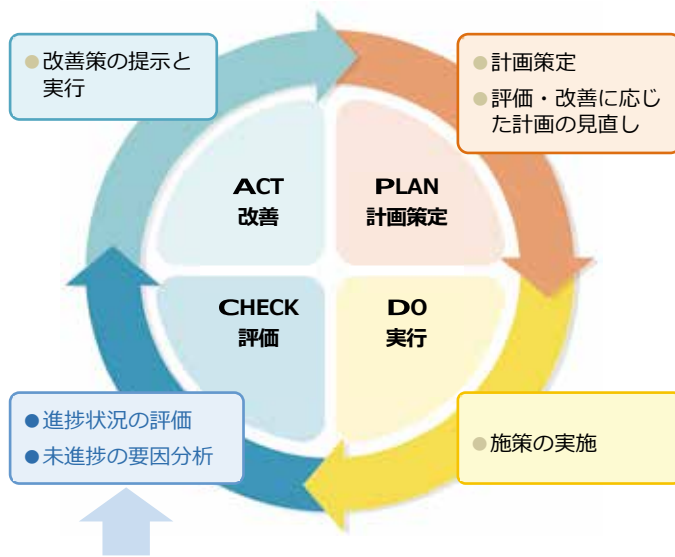 ●改善策の提示と
実行
●計画策定
●評価・改善に応じ
た計画の見直し
ACT
改善
PLAN
計画策定
CHECK
評価
DO
実行
●進捗状況の評価
●未進捗の要因分析
●施策の実施